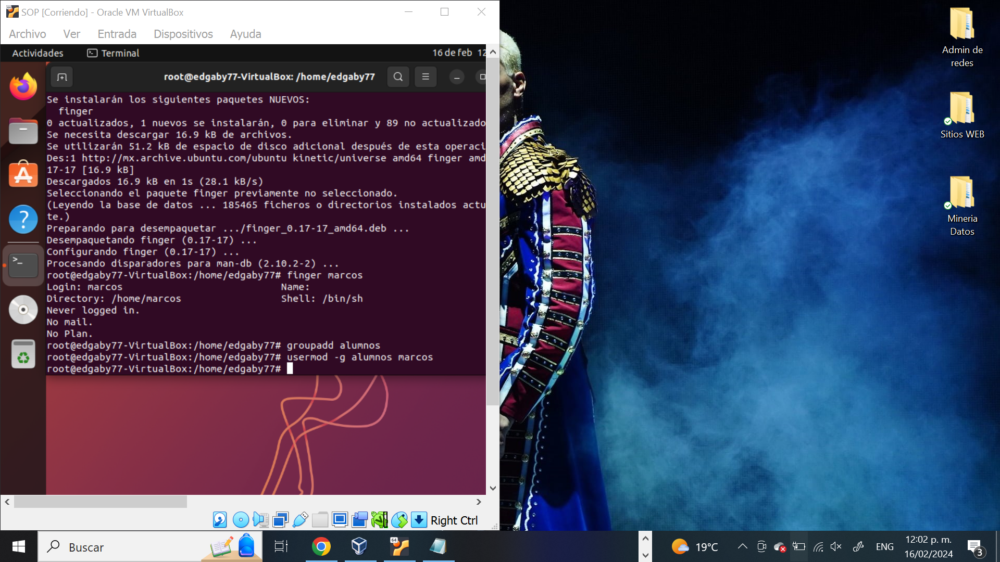 SOP [Corriendo] - Oracle VM VirtualBox
Archivo Ver Entrada Dispositivos Ayuda
Actividades Terminal 16 de feb 12
root@edgaby77-VirtualBox: /home/edgaby77
Se instalarán los siguientes paquetes NUEVOS:
finger
0 actualizados, 1 nuevos se instalarán, 0 para eliminar y 89 no actualizado
Se necesita descargar 16.9 kB de archivos.
Se utilizarán 51.2 kB de espacio de disco adicional después de esta operaci
Des:1 http://mx.archive.ubuntu.com/ubuntu kinetic/universe amd64 finger amd
17-17 [16.9 kB]
Descargados 16.9 kB en 1s (28.1 kB/s)
Seleccionando el paquete finger previamente no seleccionado.
(Leyendo la base de datos ... 185465 ficheros o directorios instalados actu
te.)
Preparando para desempaquetar .../finger_0.17-17_amd64.deb ...
Desempaquetando finger (0.17-17) ...
Configurando finger (0.17-17) ...
Procesando disparadores para man-db (2.10.2-2) ...
root@edgaby77-VirtualBox:/home/edgaby77# finger marcos
Login: marcos Name:
Directory: /home/marcos Shell: /bin/sh
Never logged in.
No mail.
No Plan.
root@edgaby77-VirtualBox:/home/edgaby77# groupadd alumnos
root@edgaby77-VirtualBox:/home/edgaby77# usermod -g alumnos marcos
root@edgaby77-VirtualBox:/home/edgaby77#
Right Ctrl
Admin de
redes
Sitios WEB
Mineria
Datos
Buscar
64
19°C
ENG
12:02 p. m.
16/02/2024
3